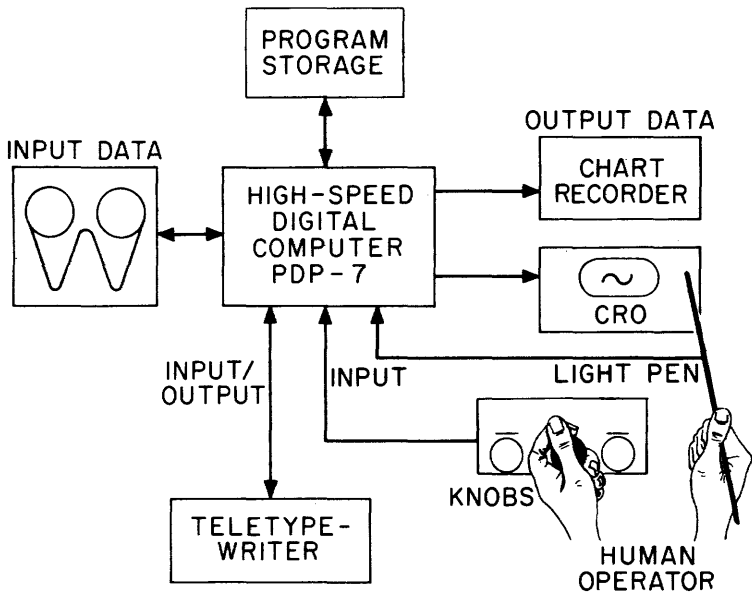 PROGRAM
STORAGE
OUTPUT DATA
INPUT DATA
CHART
RECORDER
HIGH-SPEED
DIGITAL
COMPUTER
PDP-7
CRO
INPUT/
OUTPUT
INPUT
LIGHT PEN
KNOBS
TELETYPE-
WRITER
HUMAN
OPERATOR